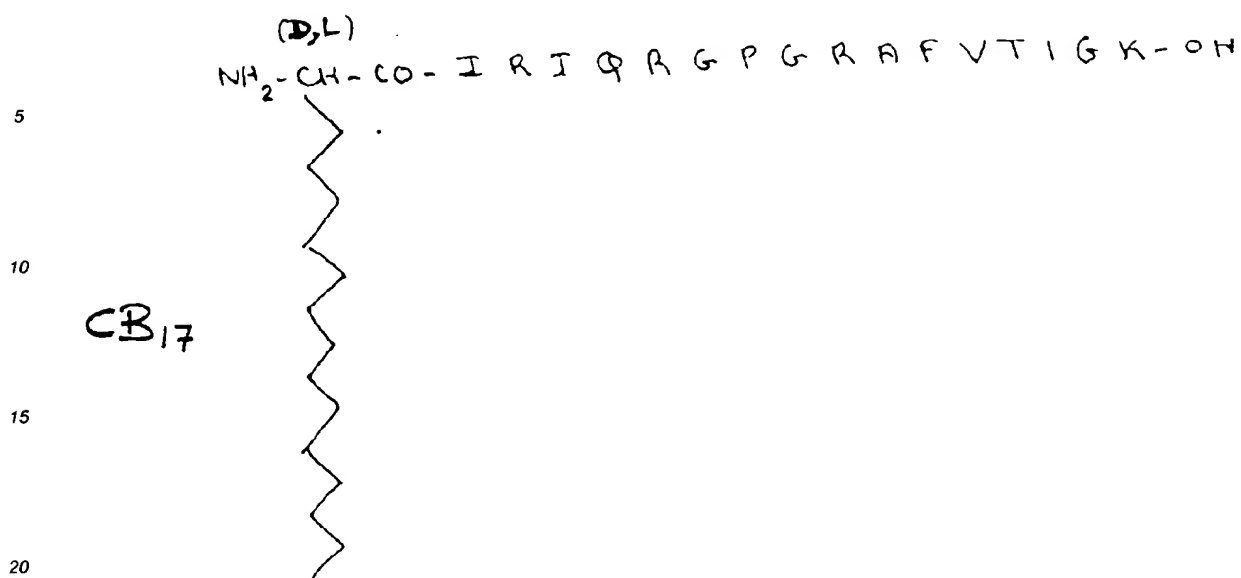 (D,L)
NH2-CH-CO-I R I Q R G P G R A F V T I G K-OH
5
10
CB17
15
20